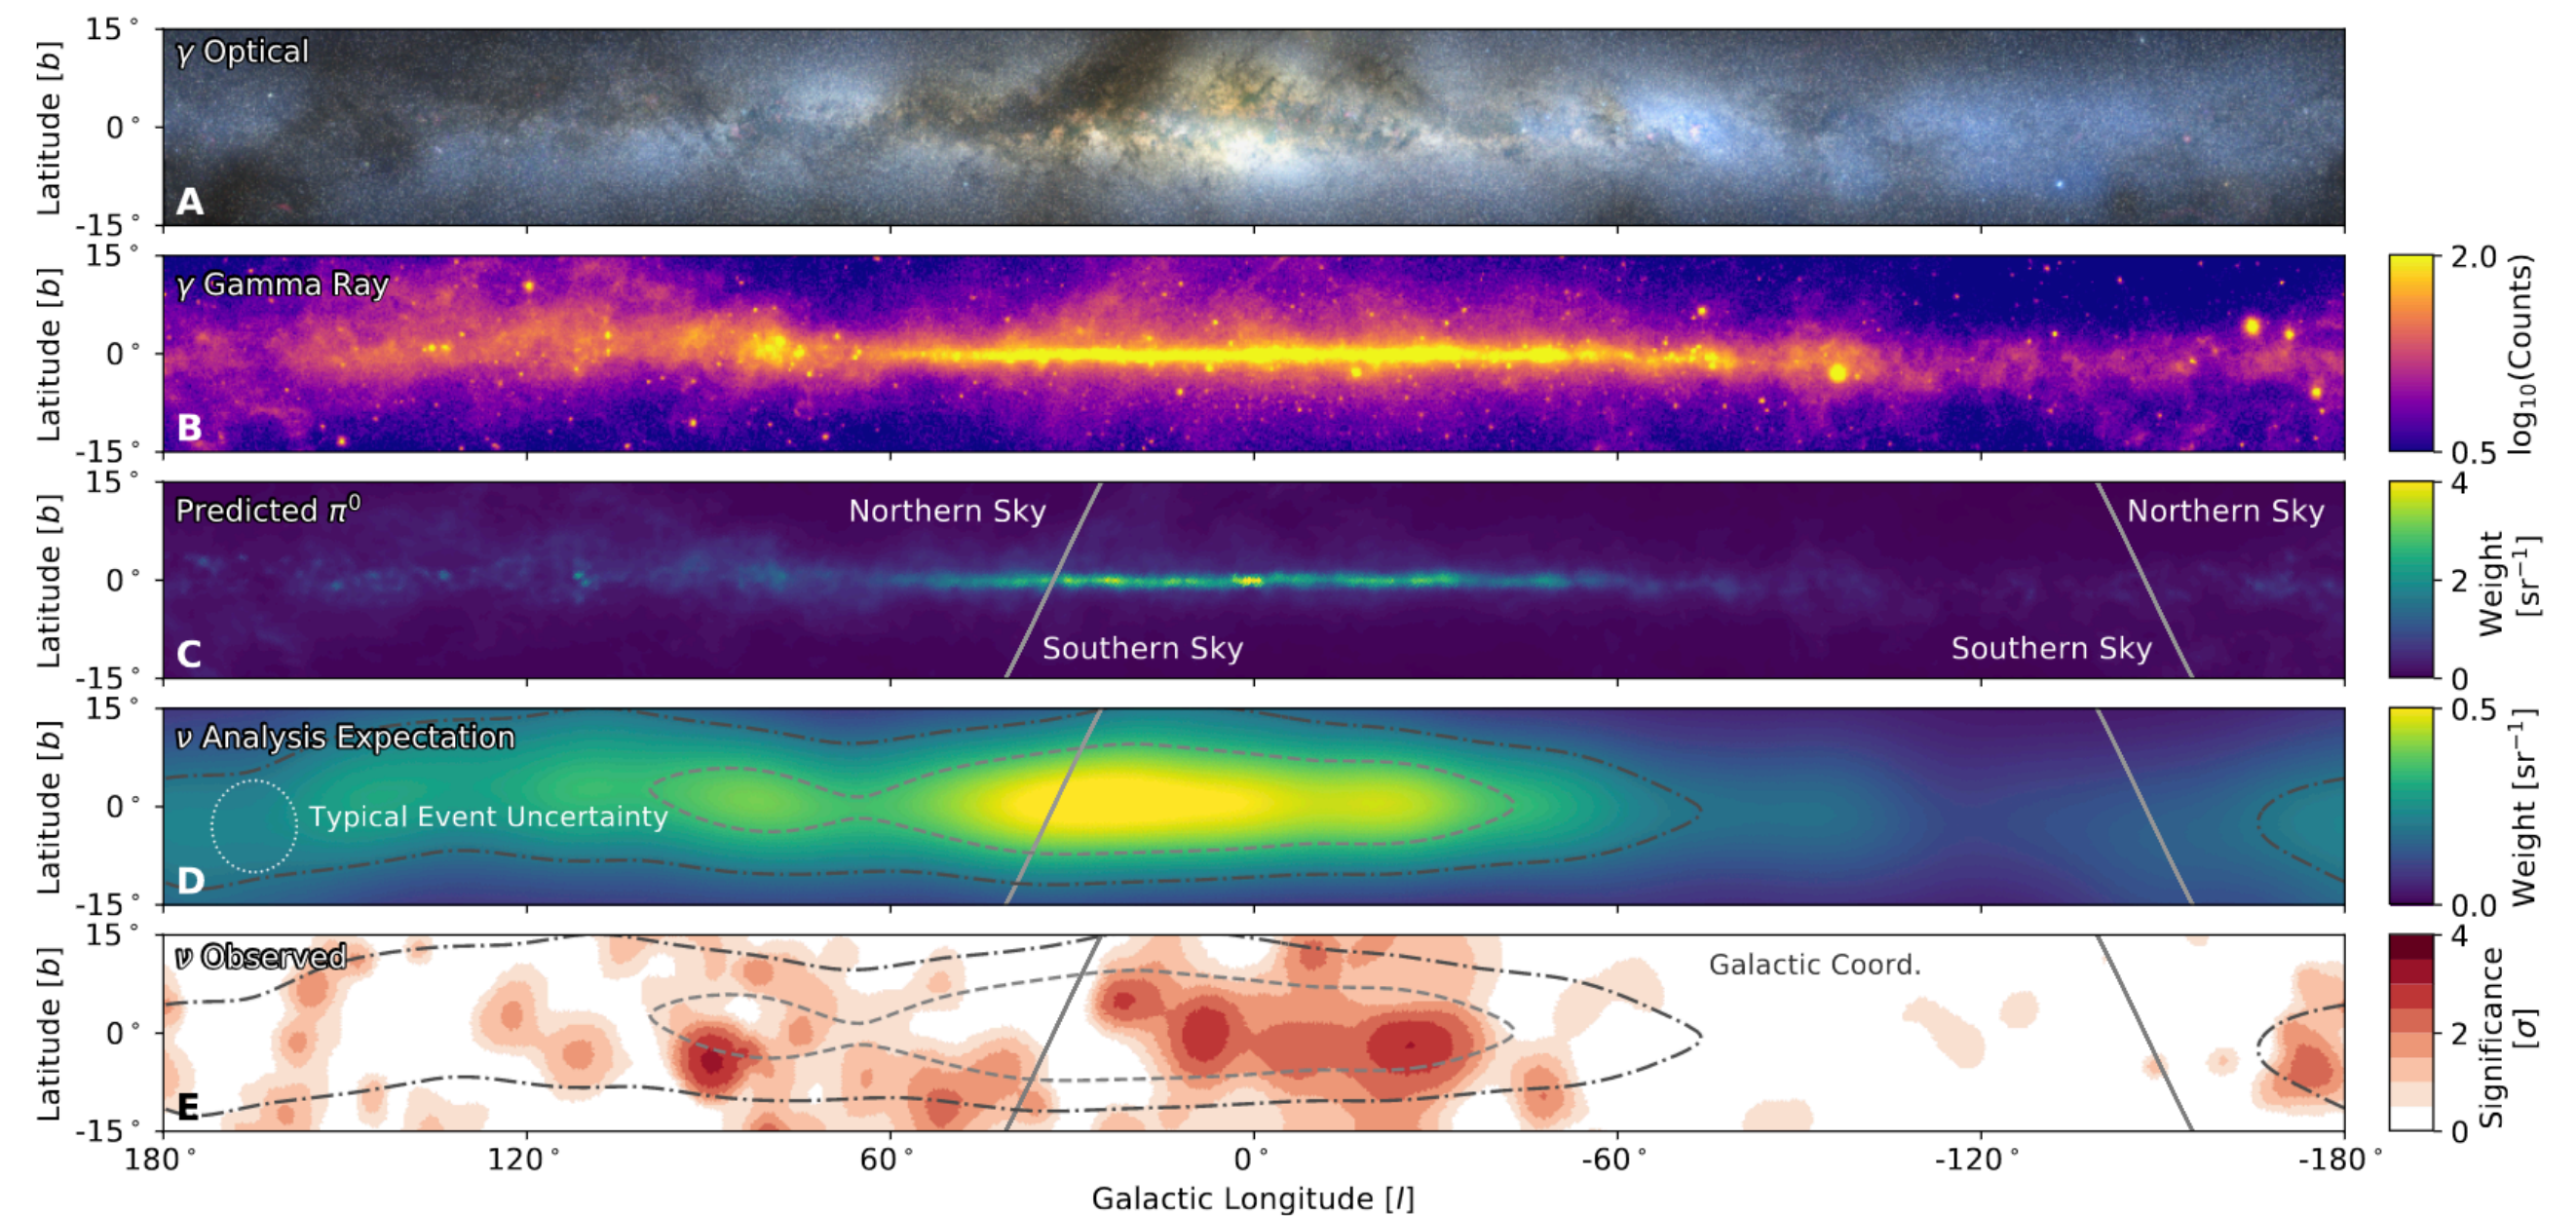 15°
γ Optical
Latitude [b]
0°
A
-15°
15°
γ Gamma Ray
Latitude [b]
0°
B
-15°
2.0
log₁₀(Counts)
0.5
15°
Predicted π⁰
Northern Sky
Northern Sky
Latitude [b]
0°
Southern Sky
Southern Sky
C
-15°
4
Weight
[sr⁻¹]
2
0
15°
ν Analysis Expectation
Latitude [b]
0°
Typical Event Uncertainty
D
-15°
0.5
Weight [sr⁻¹]
0.0
15°
ν Observed
Galactic Coord.
Latitude [b]
0°
E
-15°
4
Significance
[σ]
2
0
180° 120° 60° 0° -60° -120° -180°
Galactic Longitude [l]